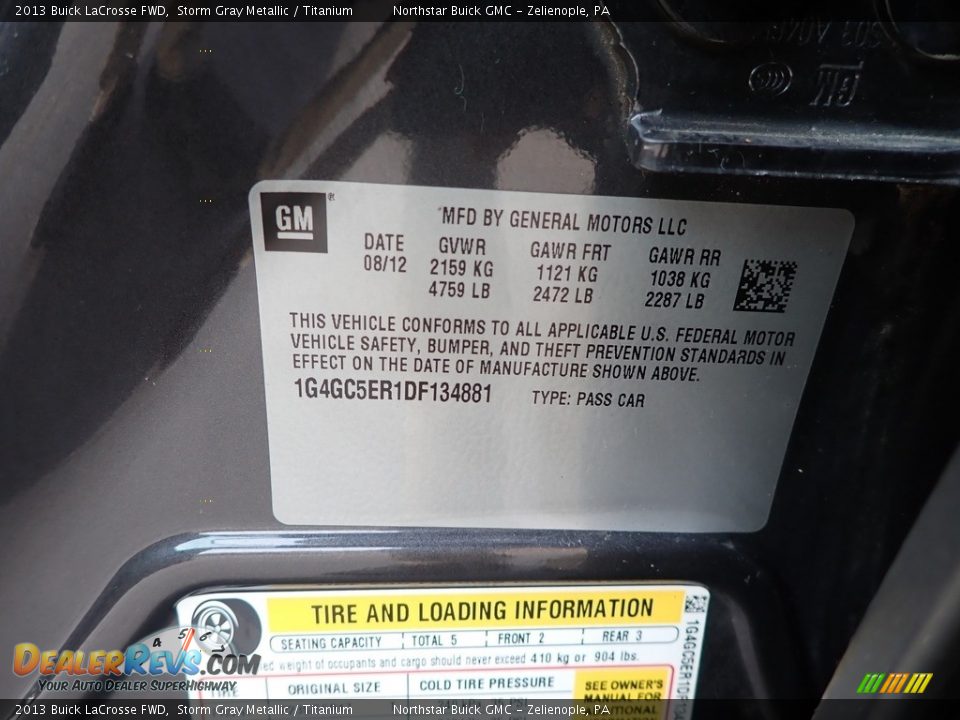 2013 Buick LaCrosse FWD, Storm Gray Metallic / Titanium Northstar Buick GMC - Zelienople, PA
GM
GM®
MFD BY GENERAL MOTORS LLC
DATE GVWR GAWR FRT GAWR RR
08/12 2159 KG 1121 KG 1038 KG
4759 LB 2472 LB 2287 LB
THIS VEHICLE CONFORMS TO ALL APPLICABLE U.S. FEDERAL MOTOR
VEHICLE SAFETY, BUMPER, AND THEFT PREVENTION STANDARDS IN
EFFECT ON THE DATE OF MANUFACTURE SHOWN ABOVE.
1G4GC5ER1DF134881 TYPE: PASS CAR
TIRE AND LOADING INFORMATION
SEATING CAPACITY TOTAL 5 FRONT 2 REAR 3
weight of occupants and cargo should never exceed 410 kg or 904 lbs.
TIRE ORIGINAL SIZE COLD TIRE PRESSURE
SEE OWNER'S
MANUAL FOR
1G4GC5ER1DF
4 5 6
DEALERREVS.COM
Your Auto Dealer SuperHighway
2013 Buick LaCrosse FWD, Storm Gray Metallic / Titanium Northstar Buick GMC - Zelienople, PA